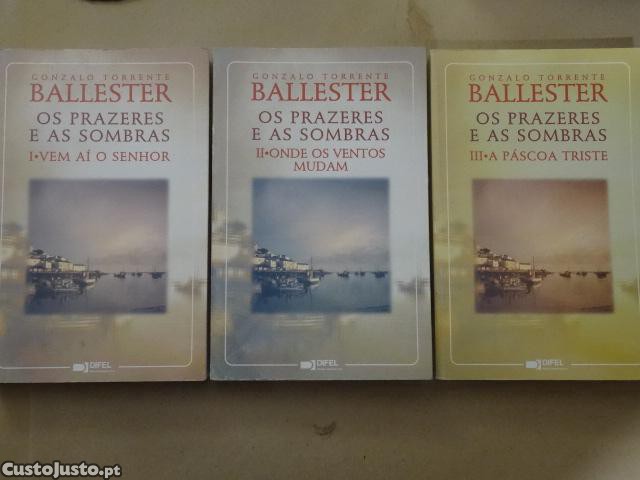 GONZALO TORRENTE
BALLESTER
OS PRAZERES
E AS SOMBRAS
I•VEM AÍ O SENHOR
DIFEL
GONZALO TORRENTE
BALLESTER
OS PRAZERES
E AS SOMBRAS
II•ONDE OS VENTOS
MUDAM
DIFEL
GONZALO TORRENTE
BALLESTER
OS PRAZERES
E AS SOMBRAS
III•A PÁSCOA TRISTE
DIFEL
CustoJusto.pt